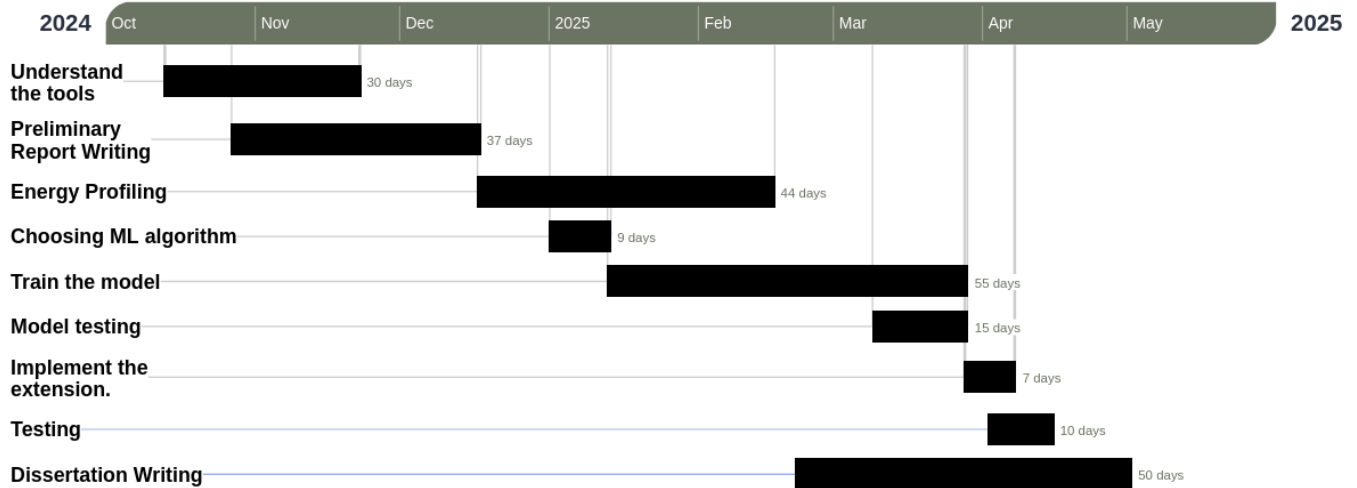 2024
Oct
Nov
Dec
2025
Feb
Mar
Apr
May
2025
Understand
the tools
30 days
Preliminary
Report Writing
37 days
Energy Profiling
44 days
Choosing ML algorithm
9 days
Train the model
55 days
Model testing
15 days
Implement the
extension.
7 days
Testing
10 days
Dissertation Writing
50 days